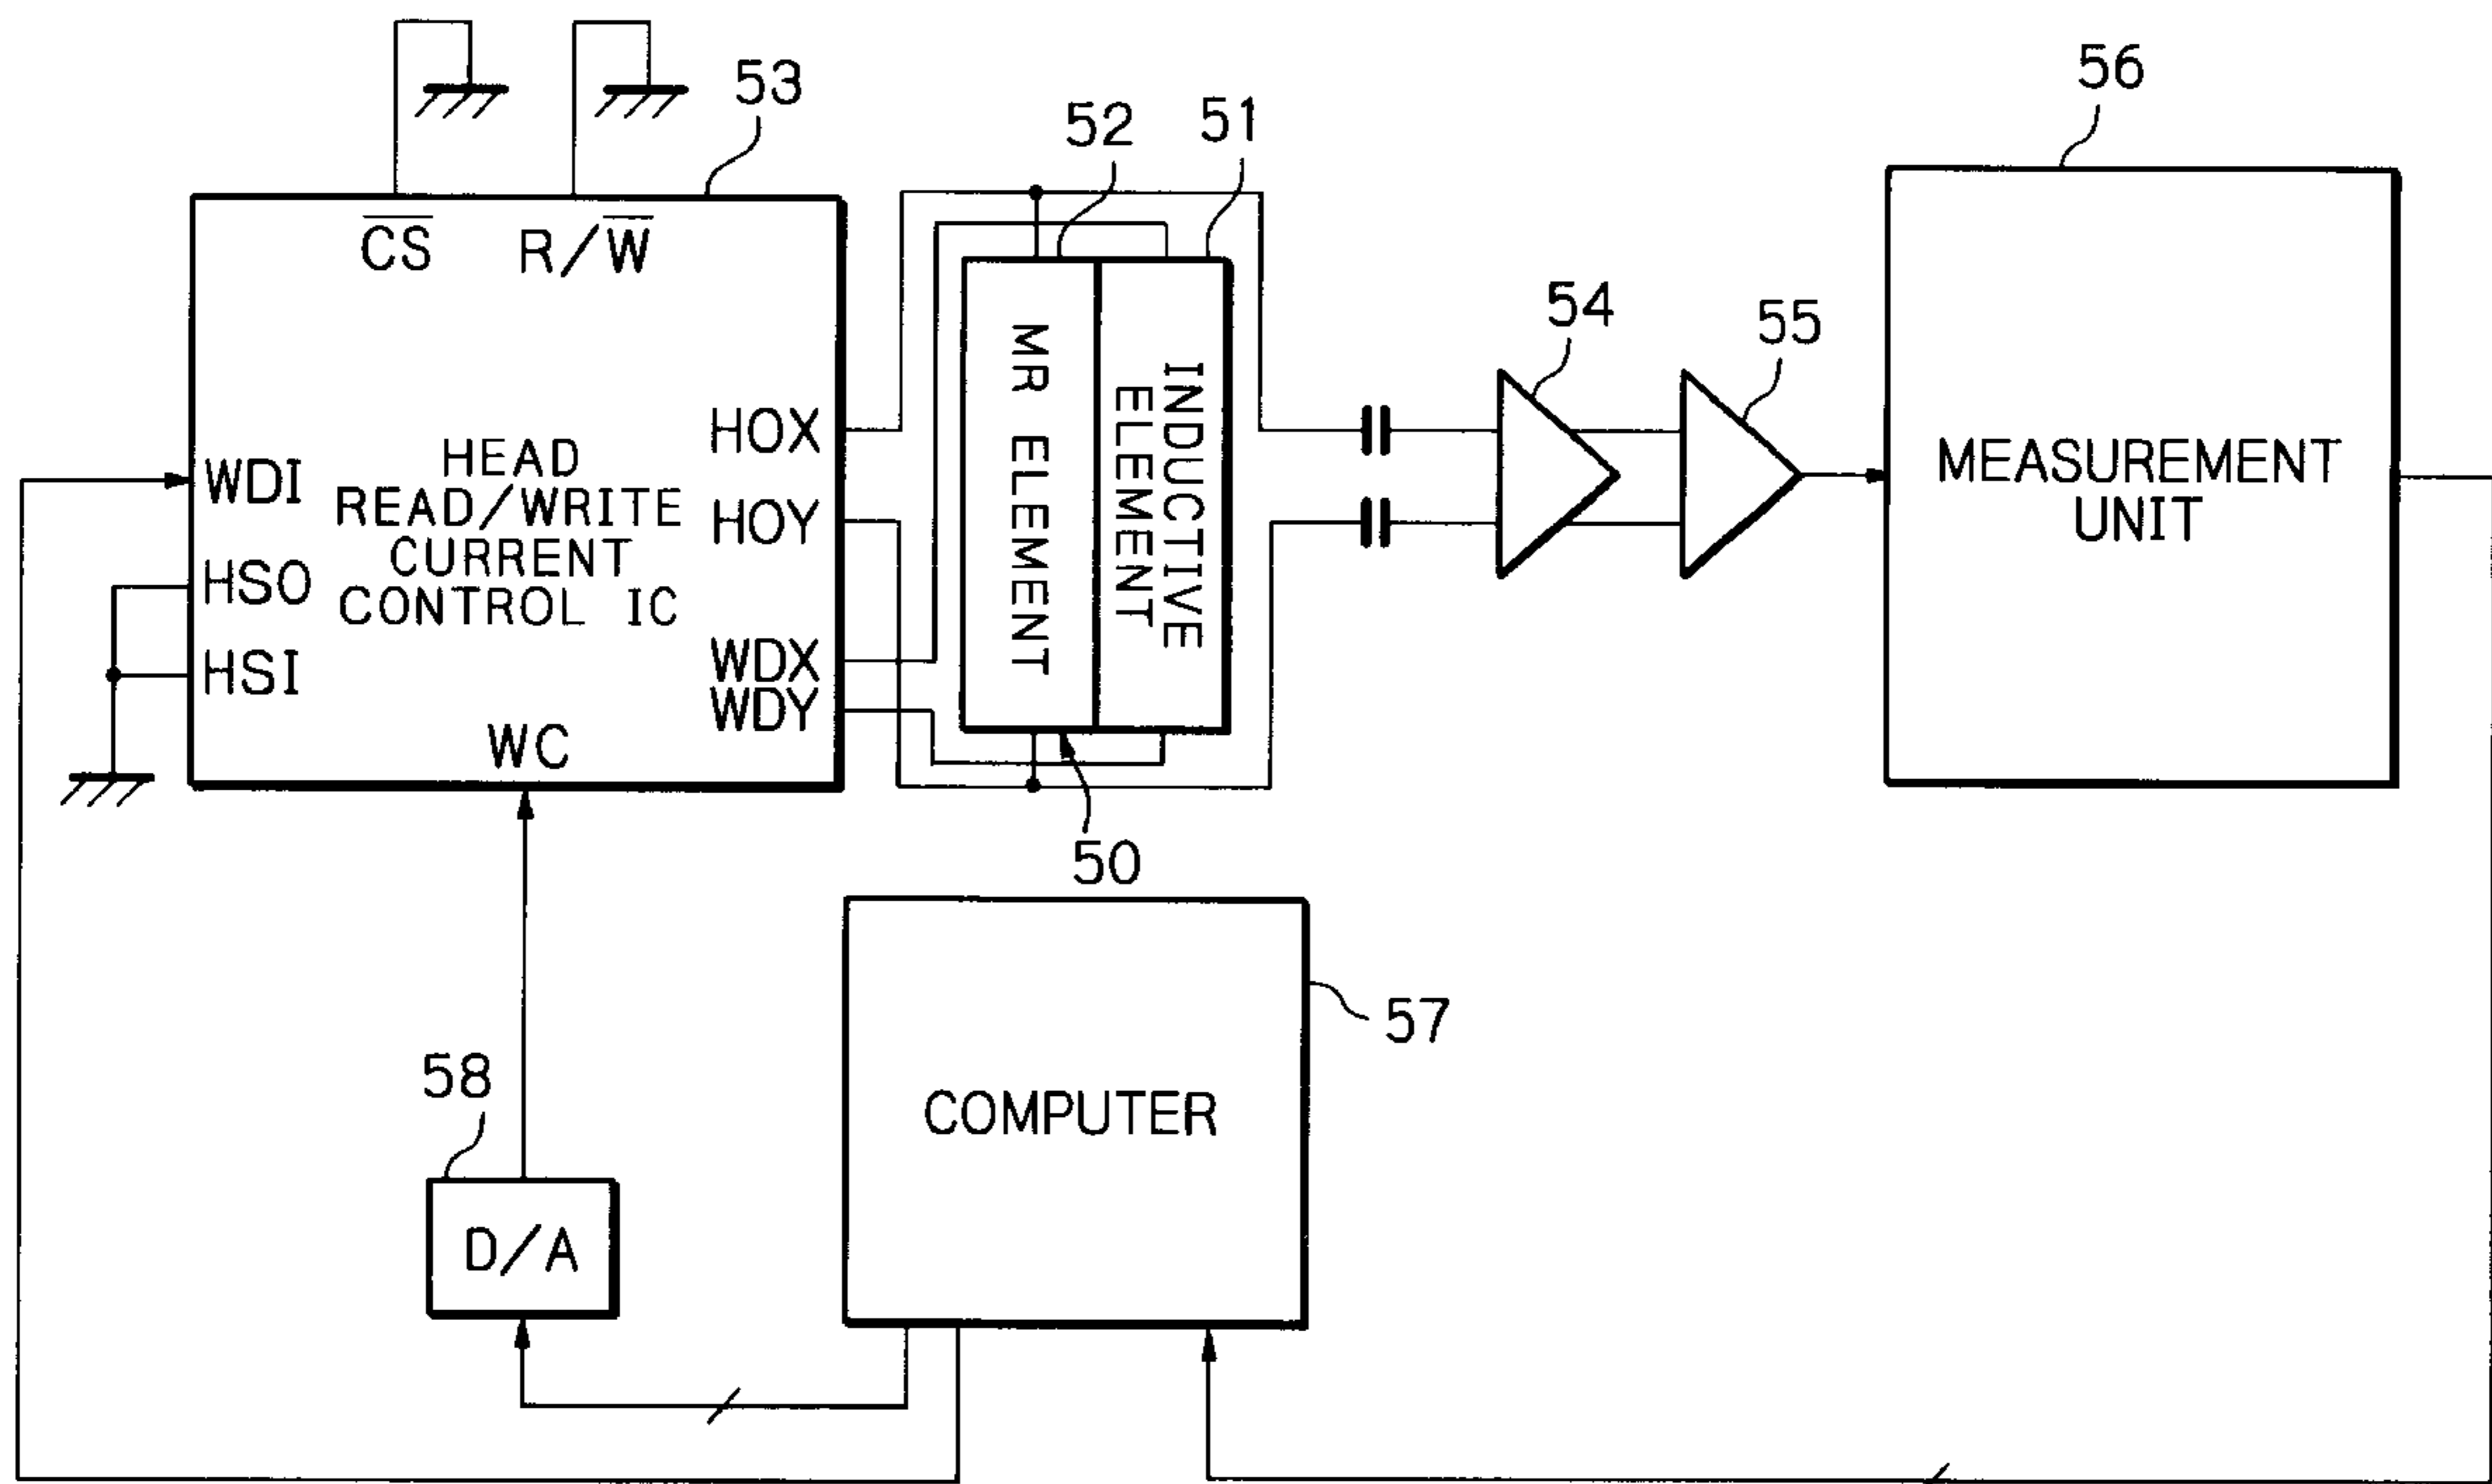 53
52
51
56
C̅S̅
R/W̅
54
55
MR ELEMENT
INDUCTIVE
ELEMENT
HOX
HOY
WDI
HSO
HSI
HEAD
READ/WRITE
CURRENT
CONTROL IC
WDX
WDY
WC
MEASUREMENT
UNIT
50
57
58
COMPUTER
D/A